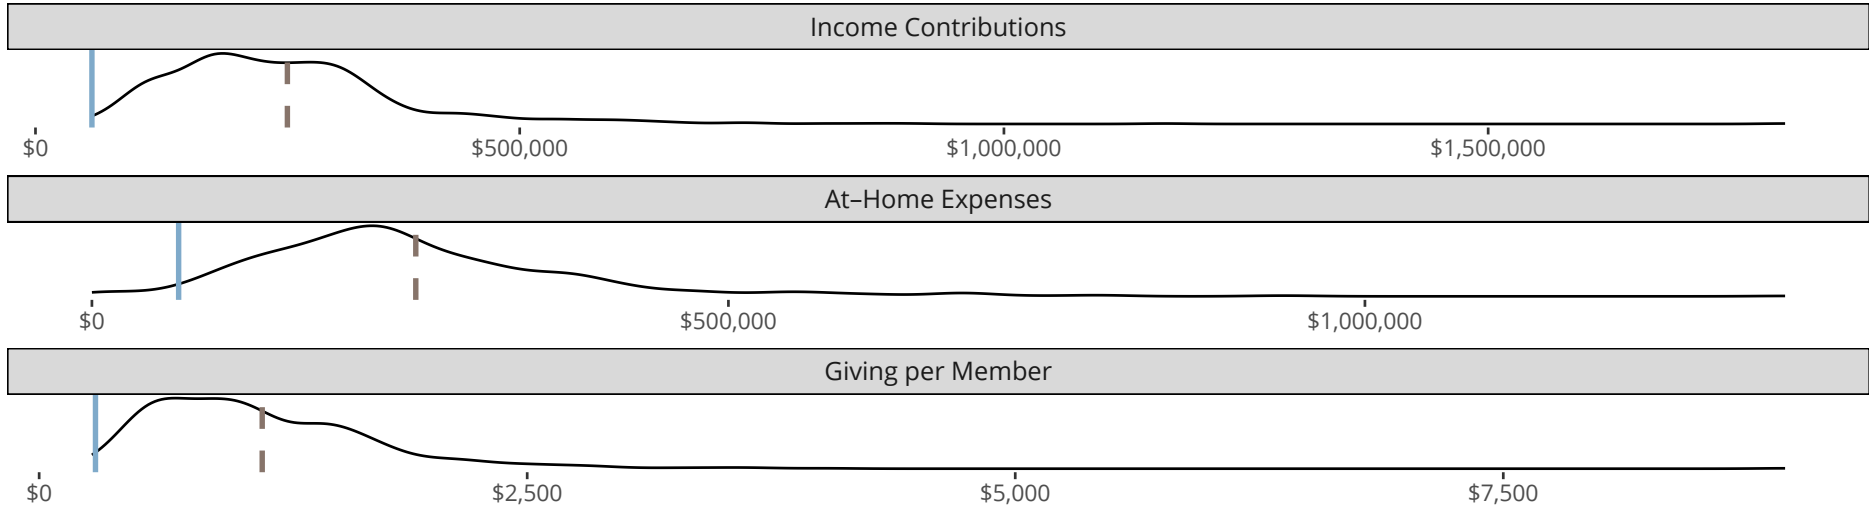 Income Contributions
$0 $500,000 $1,000,000 $1,500,000
At–Home Expenses
$0 $500,000 $1,000,000
Giving per Member
$0 $2,500 $5,000 $7,500